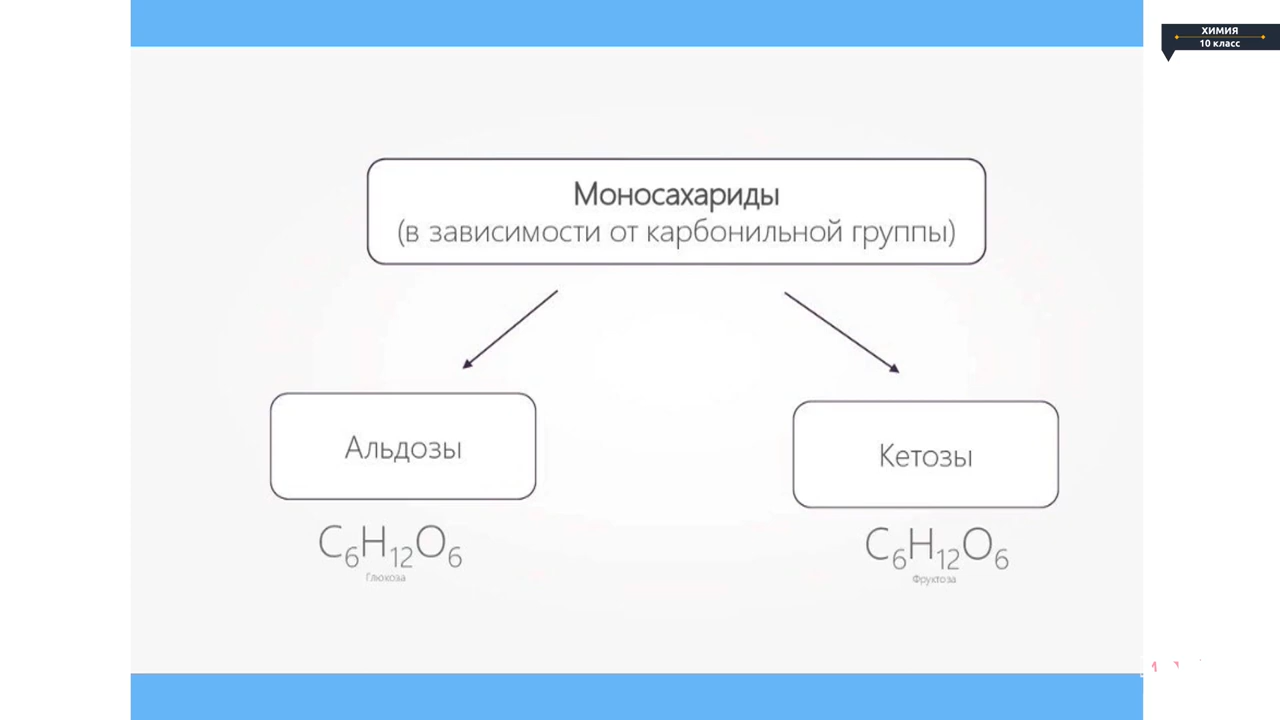 ХИМИЯ
10 класс
Моносахариды
(в зависимости от карбонильной группы)
Альдозы
Кетозы
C₆H₁₂O₆
Глюкоза
C₆H₁₂O₆
Фруктоза